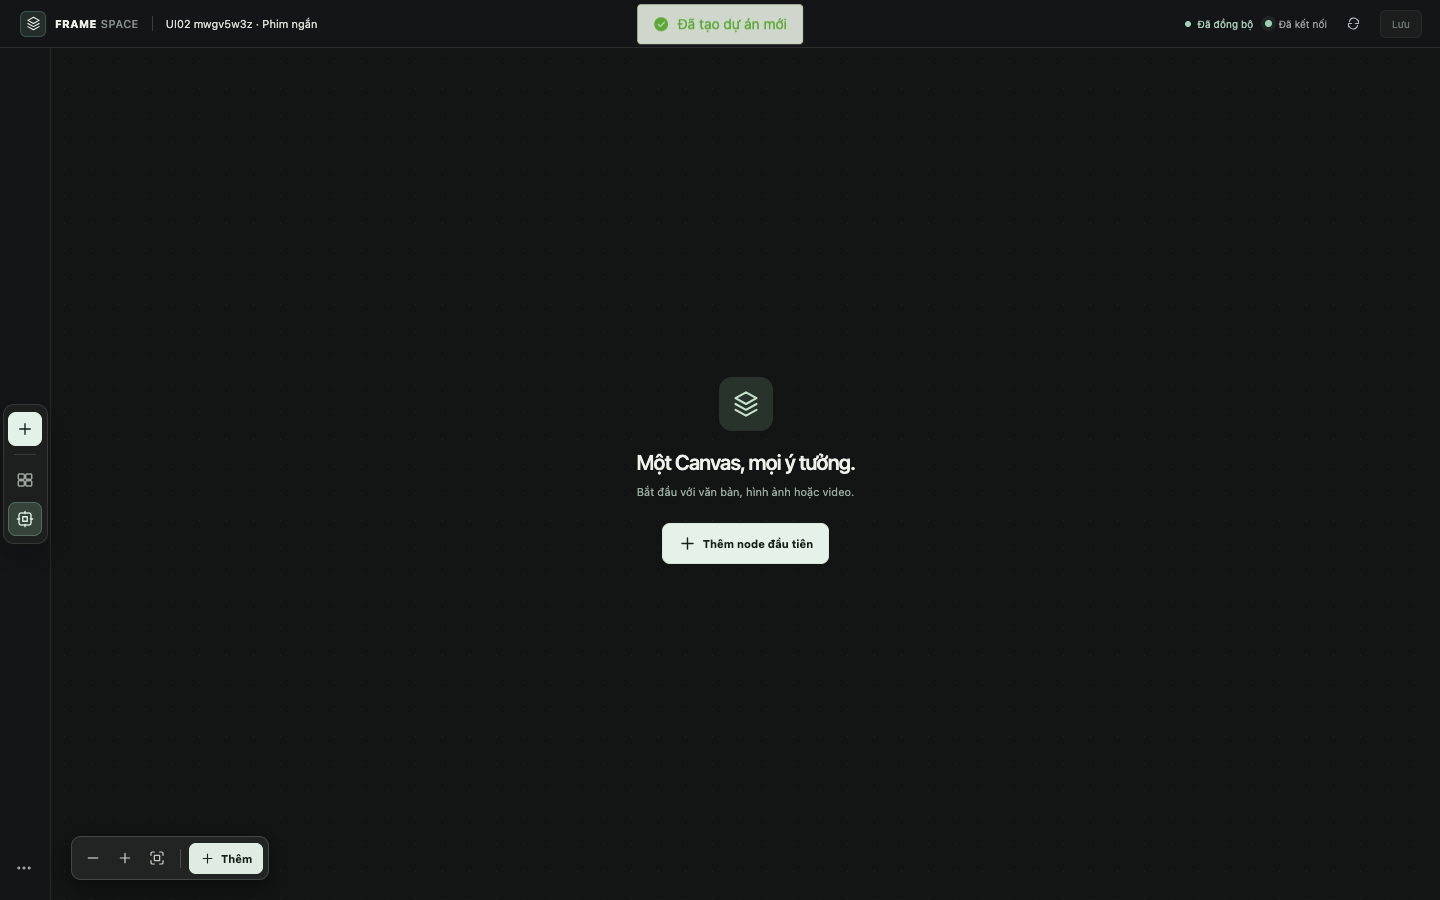 FRAME SPACE
UI02 mwgv5w3z · Phim ngắn
Đã tạo dự án mới
Đã đồng bộ
Đã kết nối
Lưu
Một Canvas, mọi ý tưởng.
Bắt đầu với văn bản, hình ảnh hoặc video.
Thêm node đầu tiên
Thêm